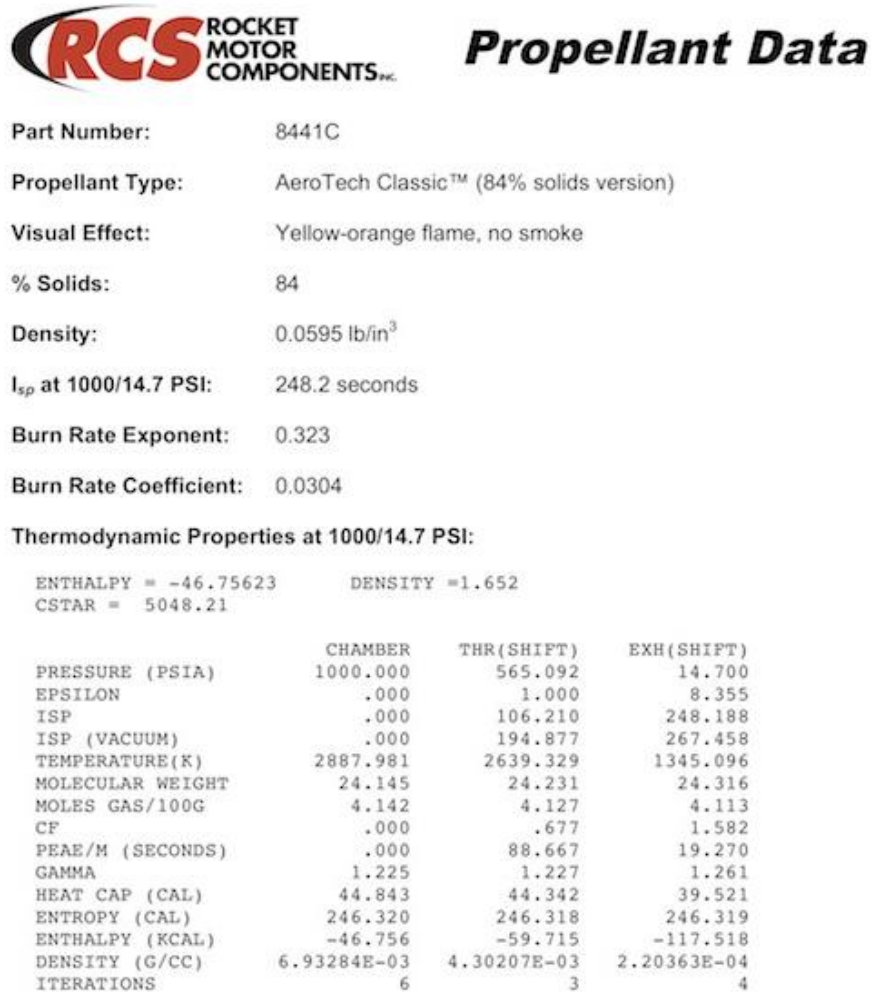 RCS ROCKET MOTOR COMPONENTS INC.
Propellant Data
Part Number: 8441C
Propellant Type: AeroTech Classic™ (84% solids version)
Visual Effect: Yellow-orange flame, no smoke
% Solids: 84
Density: 0.0595 lb/in³
Isp at 1000/14.7 PSI: 248.2 seconds
Burn Rate Exponent: 0.323
Burn Rate Coefficient: 0.0304
Thermodynamic Properties at 1000/14.7 PSI:
ENTHALPY = -46.75623 DENSITY =1.652
CSTAR = 5048.21
CHAMBER THR(SHIFT) EXH(SHIFT)
PRESSURE (PSIA) 1000.000 565.092 14.700
EPSILON .000 1.000 8.355
ISP .000 106.210 248.188
ISP (VACUUM) .000 194.877 267.458
TEMPERATURE(K) 2887.981 2639.329 1345.096
MOLECULAR WEIGHT 24.145 24.231 24.316
MOLES GAS/100G 4.142 4.127 4.113
CF .000 .677 1.582
PEAE/M (SECONDS) .000 88.667 19.270
GAMMA 1.225 1.227 1.261
HEAT CAP (CAL) 44.843 44.342 39.521
ENTROPY (CAL) 246.320 246.318 246.319
ENTHALPY (KCAL) -46.756 -59.715 -117.518
DENSITY (G/CC) 6.93284E-03 4.30207E-03 2.20363E-04
ITERATIONS 6 3 4